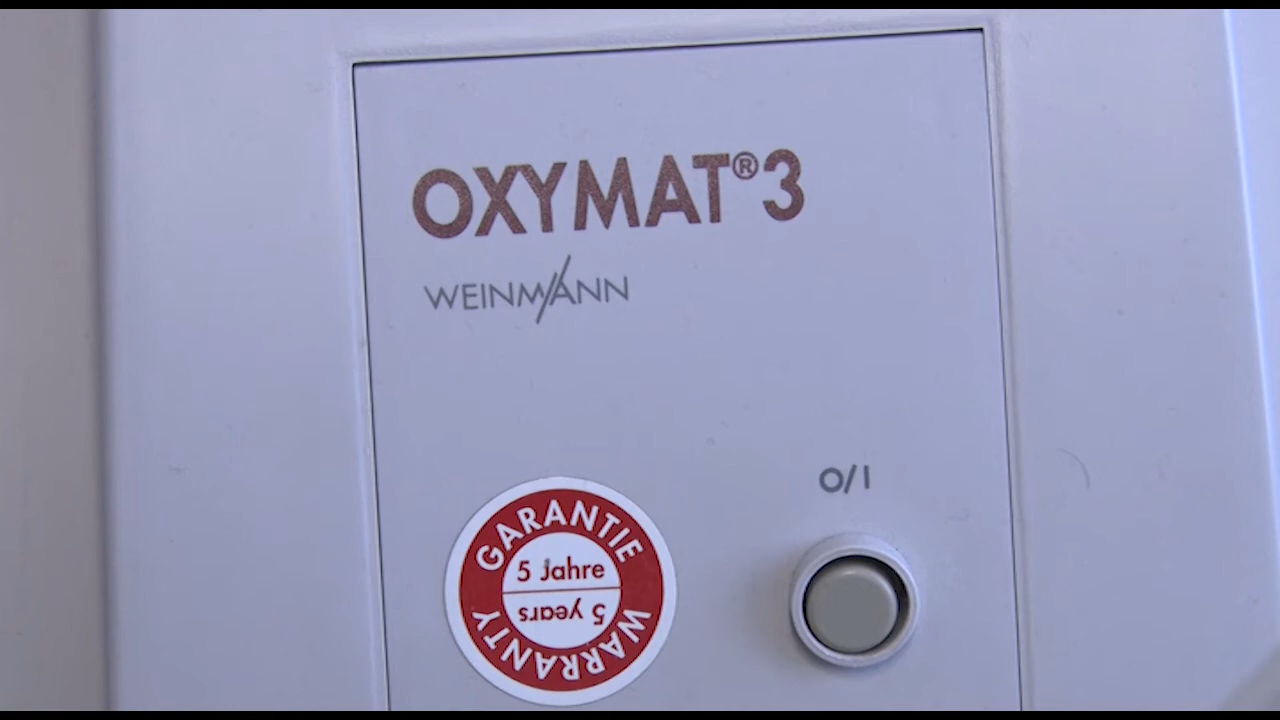 OXYMAT®3
WEINMANN
O/I
GARANTIE
5 Jahre
5 years
WARRANTY